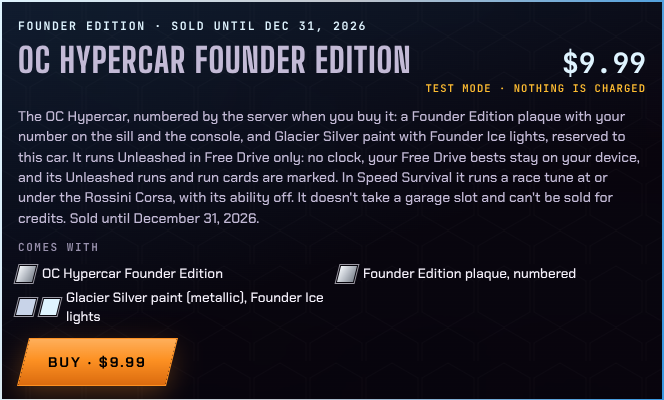 FOUNDER EDITION · SOLD UNTIL DEC 31, 2026
OC HYPERCAR FOUNDER EDITION
$9.99
TEST MODE · NOTHING IS CHARGED
The OC Hypercar, numbered by the server when you buy it: a Founder Edition plaque with your
number on the sill and the console, and Glacier Silver paint with Founder Ice lights, reserved to
this car. It runs Unleashed in Free Drive only: no clock, your Free Drive bests stay on your device,
and its Unleashed runs and run cards are marked. In Speed Survival it runs a race tune at or
under the Rossini Corsa, with its ability off. It doesn't take a garage slot and can't be sold for
credits. Sold until December 31, 2026.
COMES WITH
OC Hypercar Founder Edition
Founder Edition plaque, numbered
Glacier Silver paint (metallic), Founder Ice
lights
BUY · $9.99